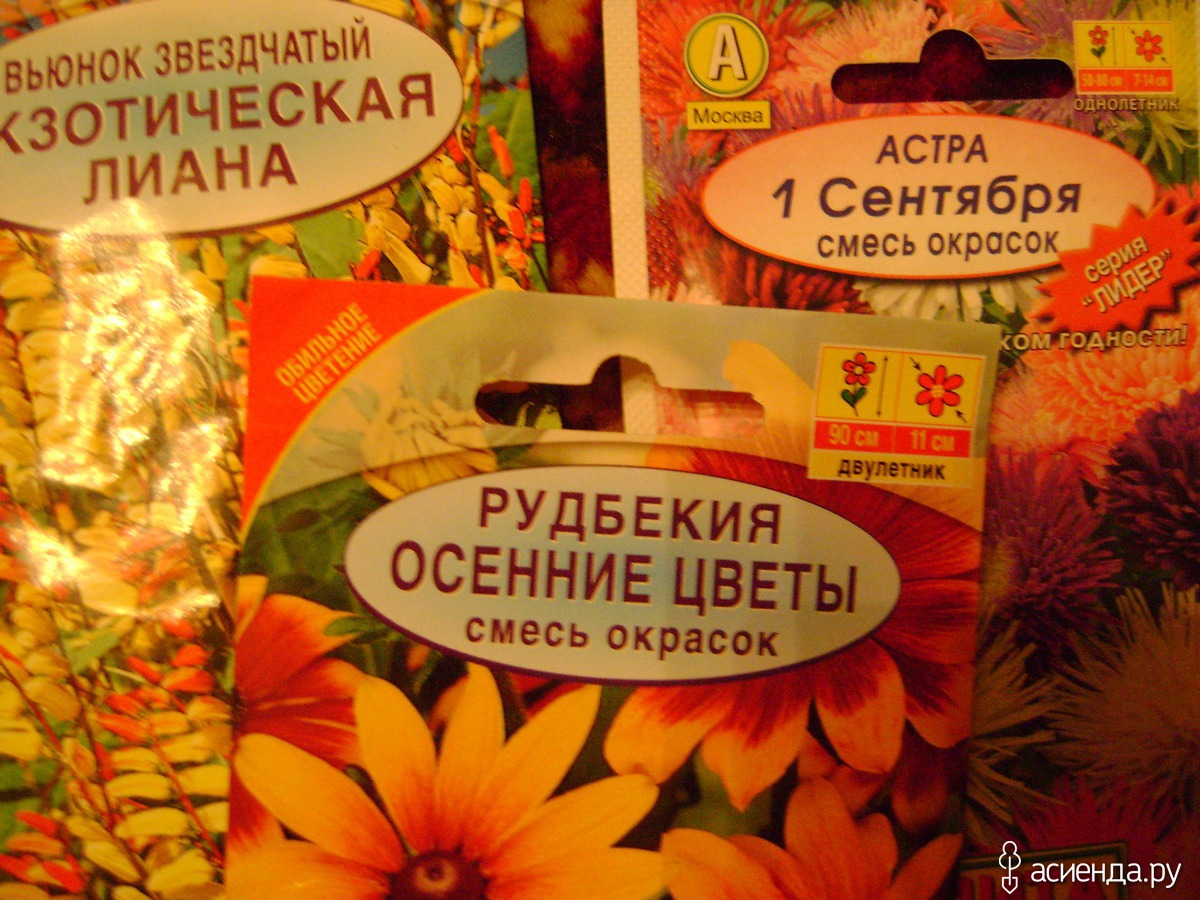 ВЬЮНОК ЗВЕЗДЧАТЫЙ
КЗОТИЧЕСКАЯ
ЛИАНА
А
Москва
50-80 см 7-14 см
ОДНОЛЕТНИК
АСТРА
1 Сентября
смесь окрасок
серия
"ЛИДЕР"
ком годности!
ОБИЛЬНОЕ
ЦВЕТЕНИЕ
90 см 11 см
двулетник
РУДБЕКИЯ
ОСЕННИЕ ЦВЕТЫ
смесь окрасок
асиенда.ру